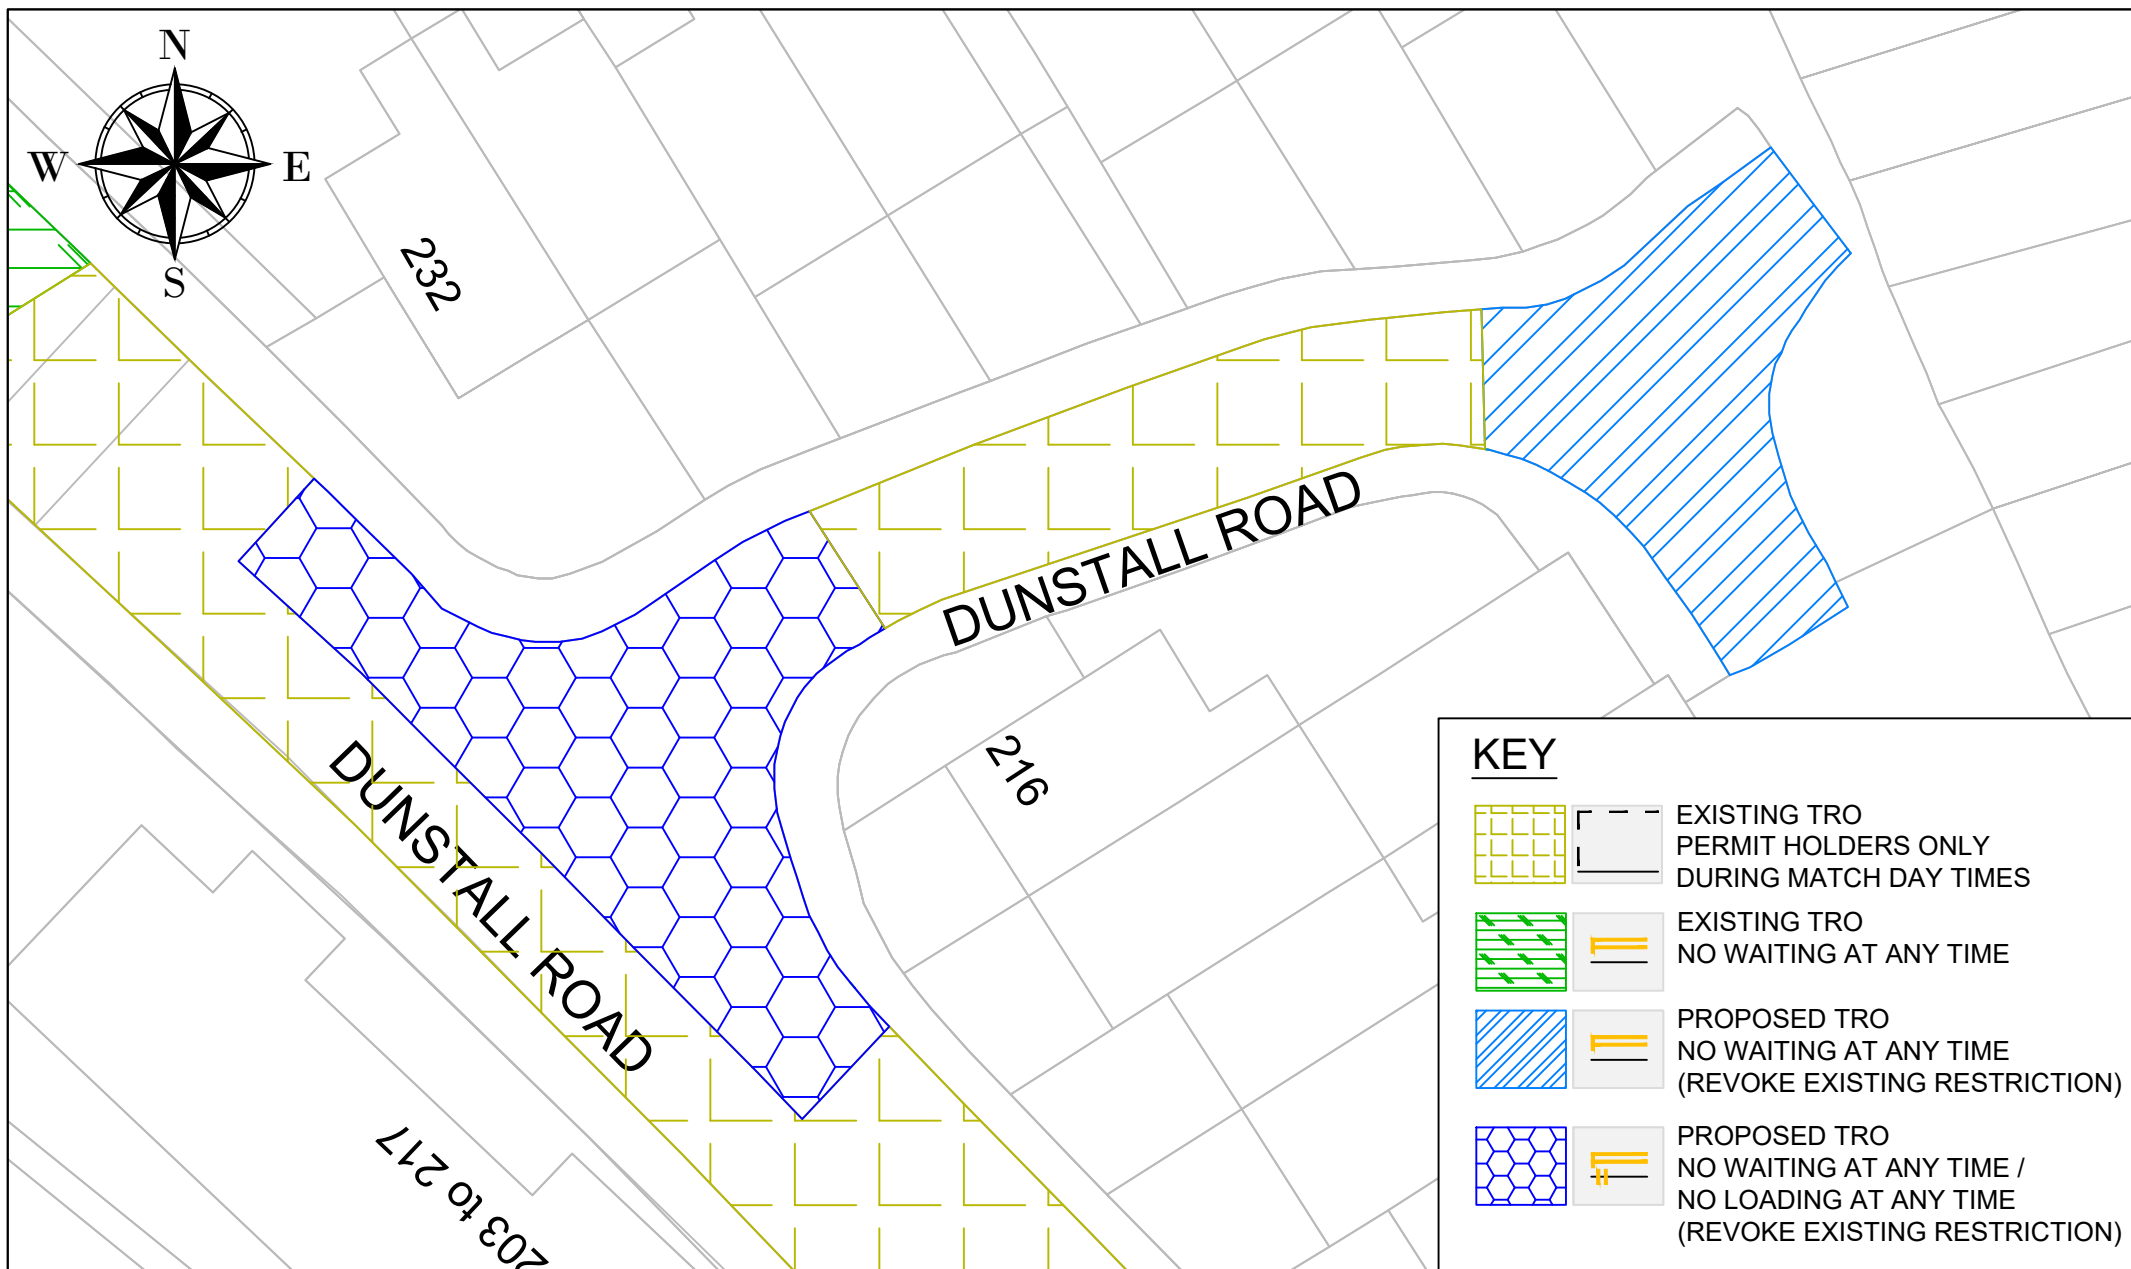 N
W
E
S
232
DUNSTALL ROAD
216
DUNSTALL ROAD
203 to 217
KEY
EXISTING TRO
PERMIT HOLDERS ONLY
DURING MATCH DAY TIMES
EXISTING TRO
NO WAITING AT ANY TIME
PROPOSED TRO
NO WAITING AT ANY TIME
(REVOKE EXISTING RESTRICTION)
PROPOSED TRO
NO WAITING AT ANY TIME /
NO LOADING AT ANY TIME
(REVOKE EXISTING RESTRICTION)